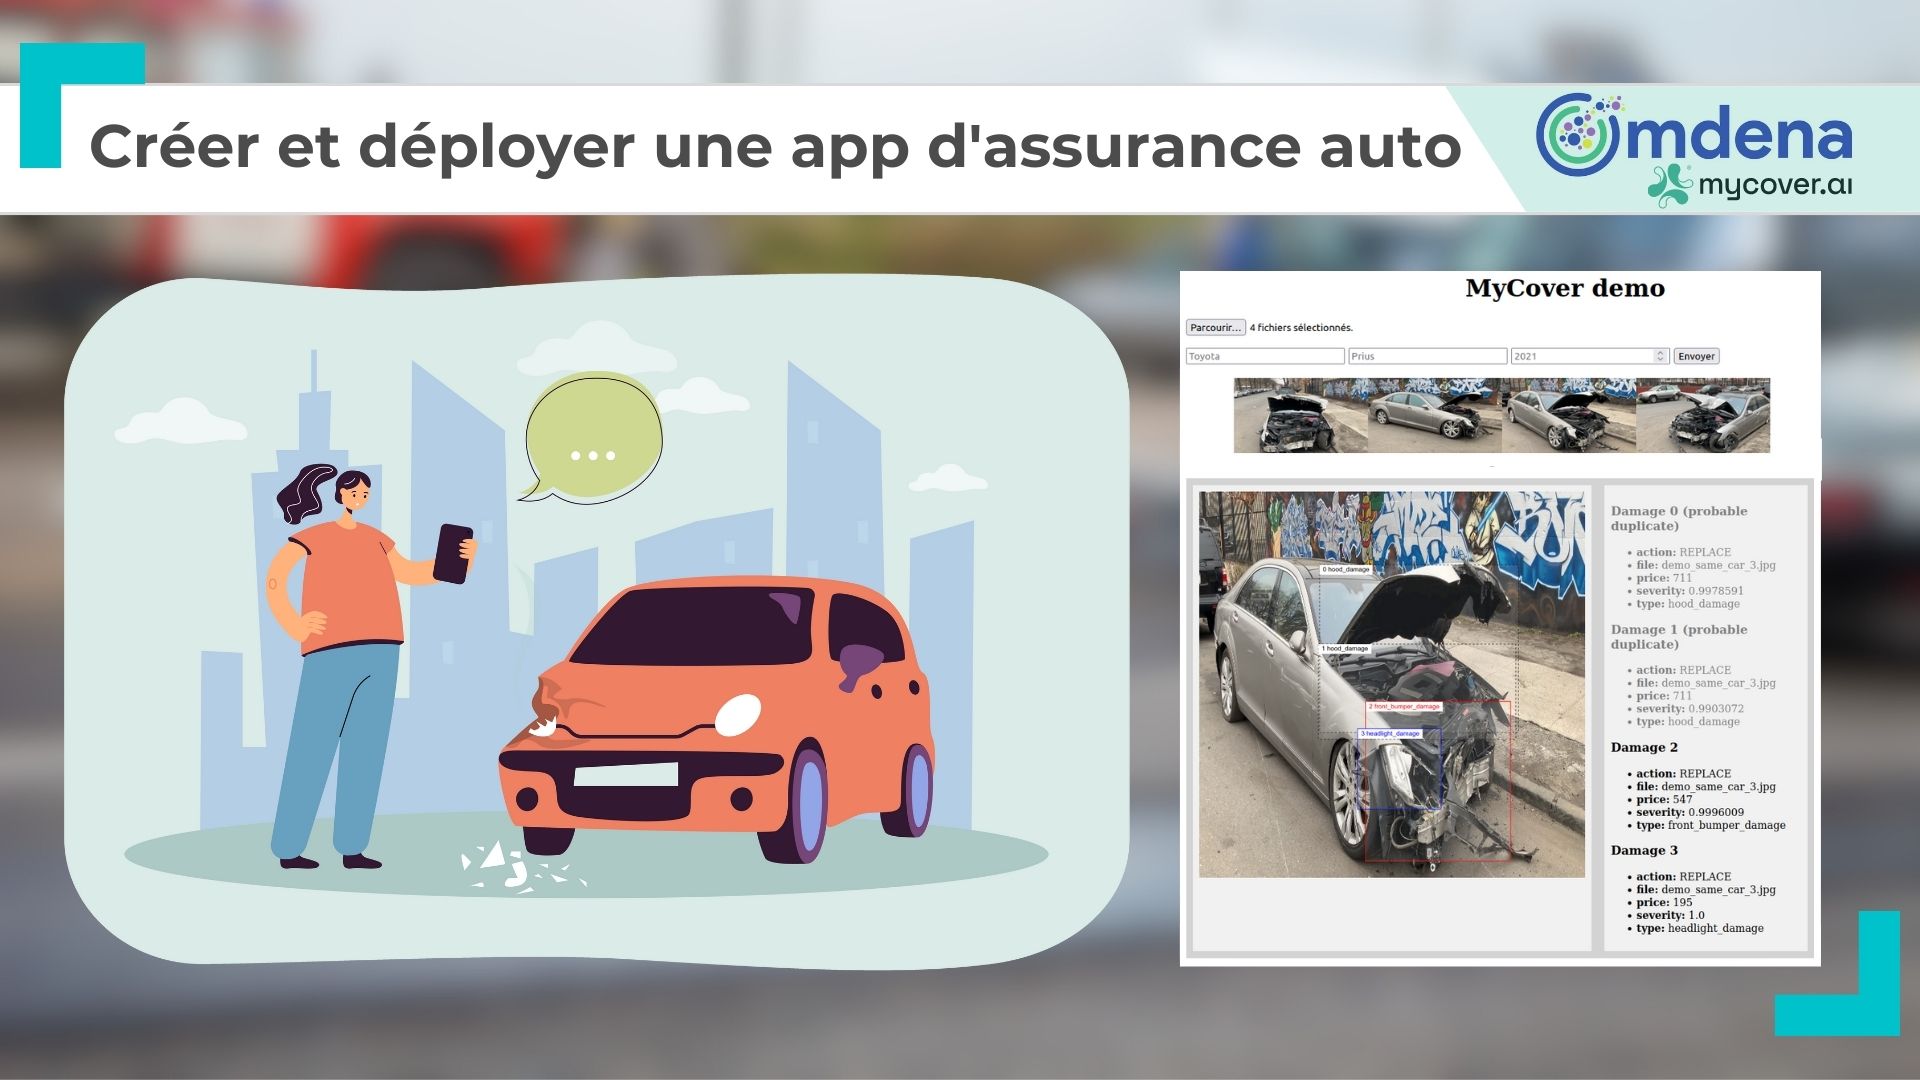 Créer et déployer une app d'assurance auto
Omdena
mycover.ai
MyCover demo
Parcourir... 4 fichiers sélectionnés.
Toyota Prius 2021 Envoyer
0 hood_damage
1 hood_damage
2 front_bumper_damage
3 headlight_damage
Damage 0 (probable
duplicate)
• action: REPLACE
• file: demo_same_car_3.jpg
• price: 711
• severity: 0.9978591
• type: hood_damage
Damage 1 (probable
duplicate)
• action: REPLACE
• file: demo_same_car_3.jpg
• price: 711
• severity: 0.9903072
• type: hood_damage
Damage 2
• action: REPLACE
• file: demo_same_car_3.jpg
• price: 547
• severity: 0.9996009
• type: front_bumper_damage
Damage 3
• action: REPLACE
• file: demo_same_car_3.jpg
• price: 195
• severity: 1.0
• type: headlight_damage